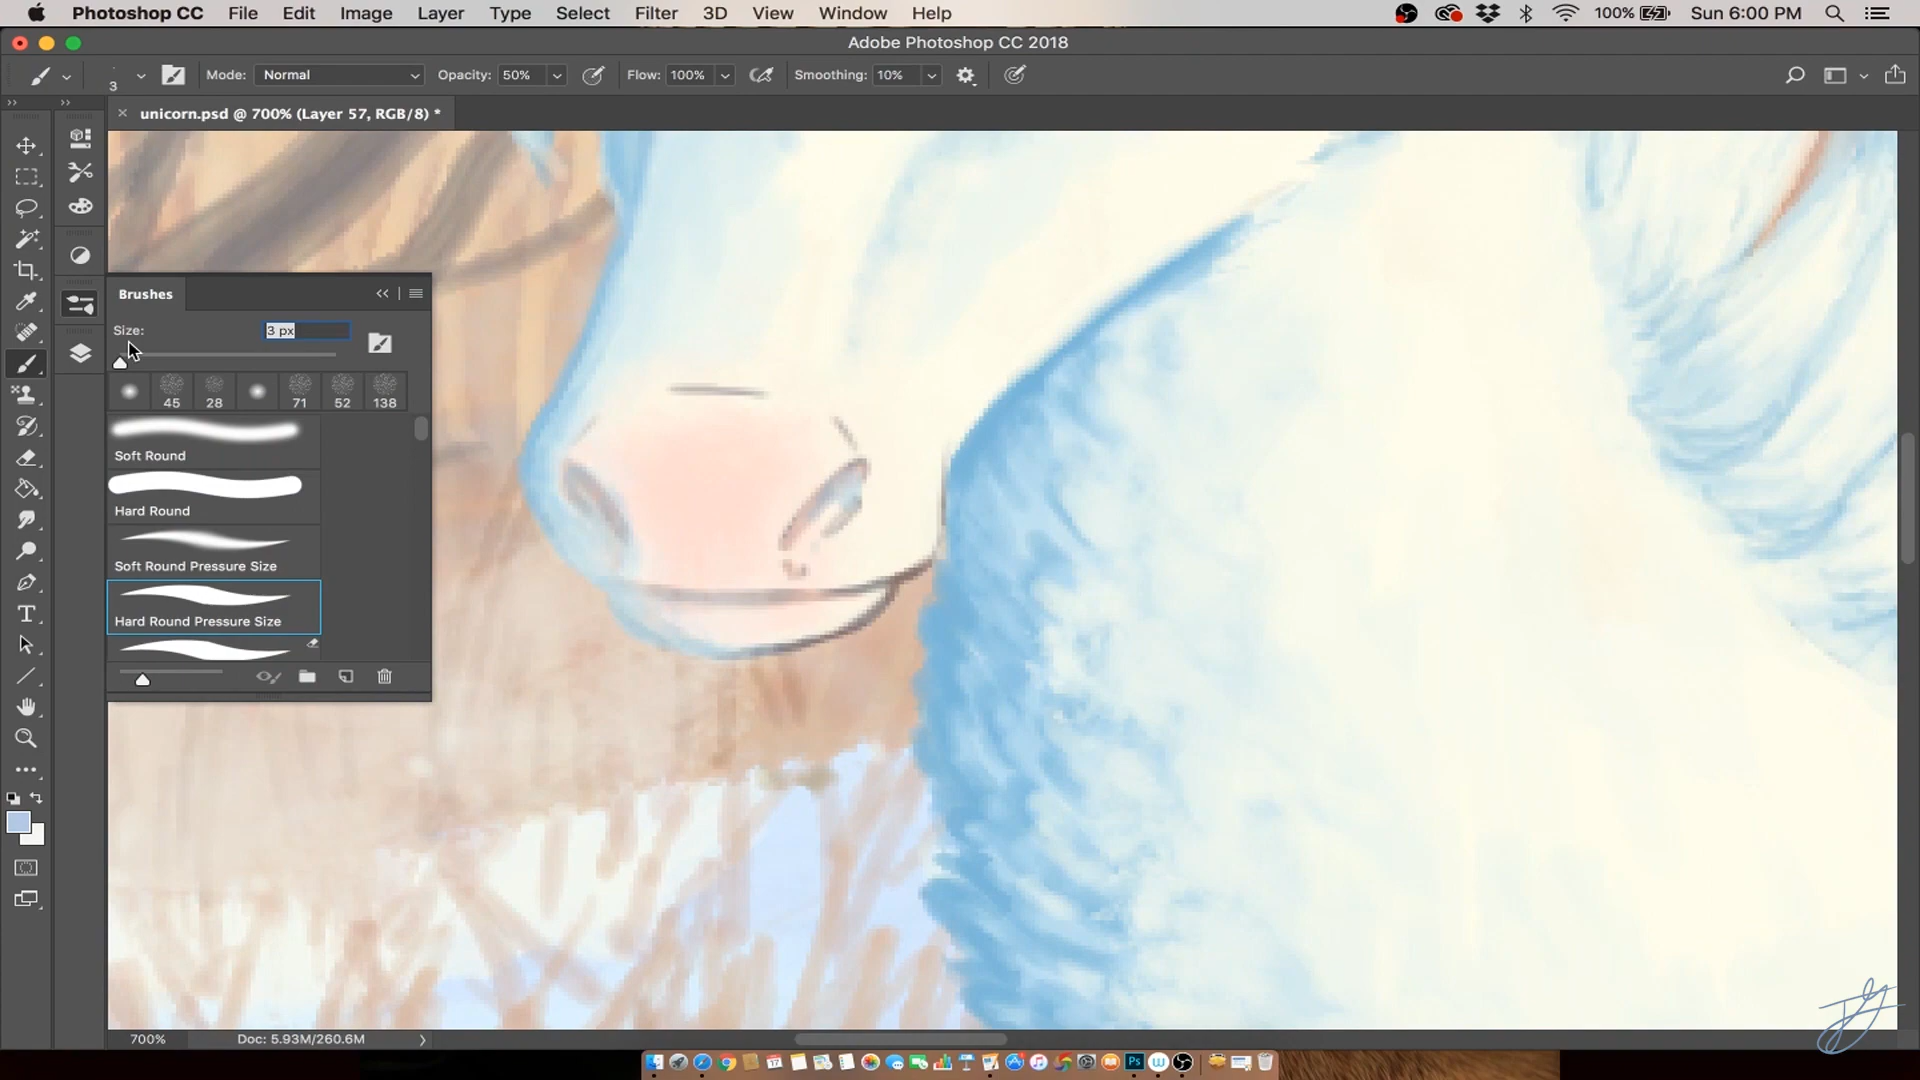 Photoshop CC File Edit Image Layer Type Select Filter 3D View Window Help 100% Sun 6:00 PM
Adobe Photoshop CC 2018
3 Mode: Normal Opacity: 50% Flow: 100% Smoothing: 10%
unicorn.psd @ 700% (Layer 57, RGB/8) *
Brushes
Size: 3 px
45 28 71 52 138
Soft Round
Hard Round
Soft Round Pressure Size
Hard Round Pressure Size
700% Doc: 5.93M/260.6M